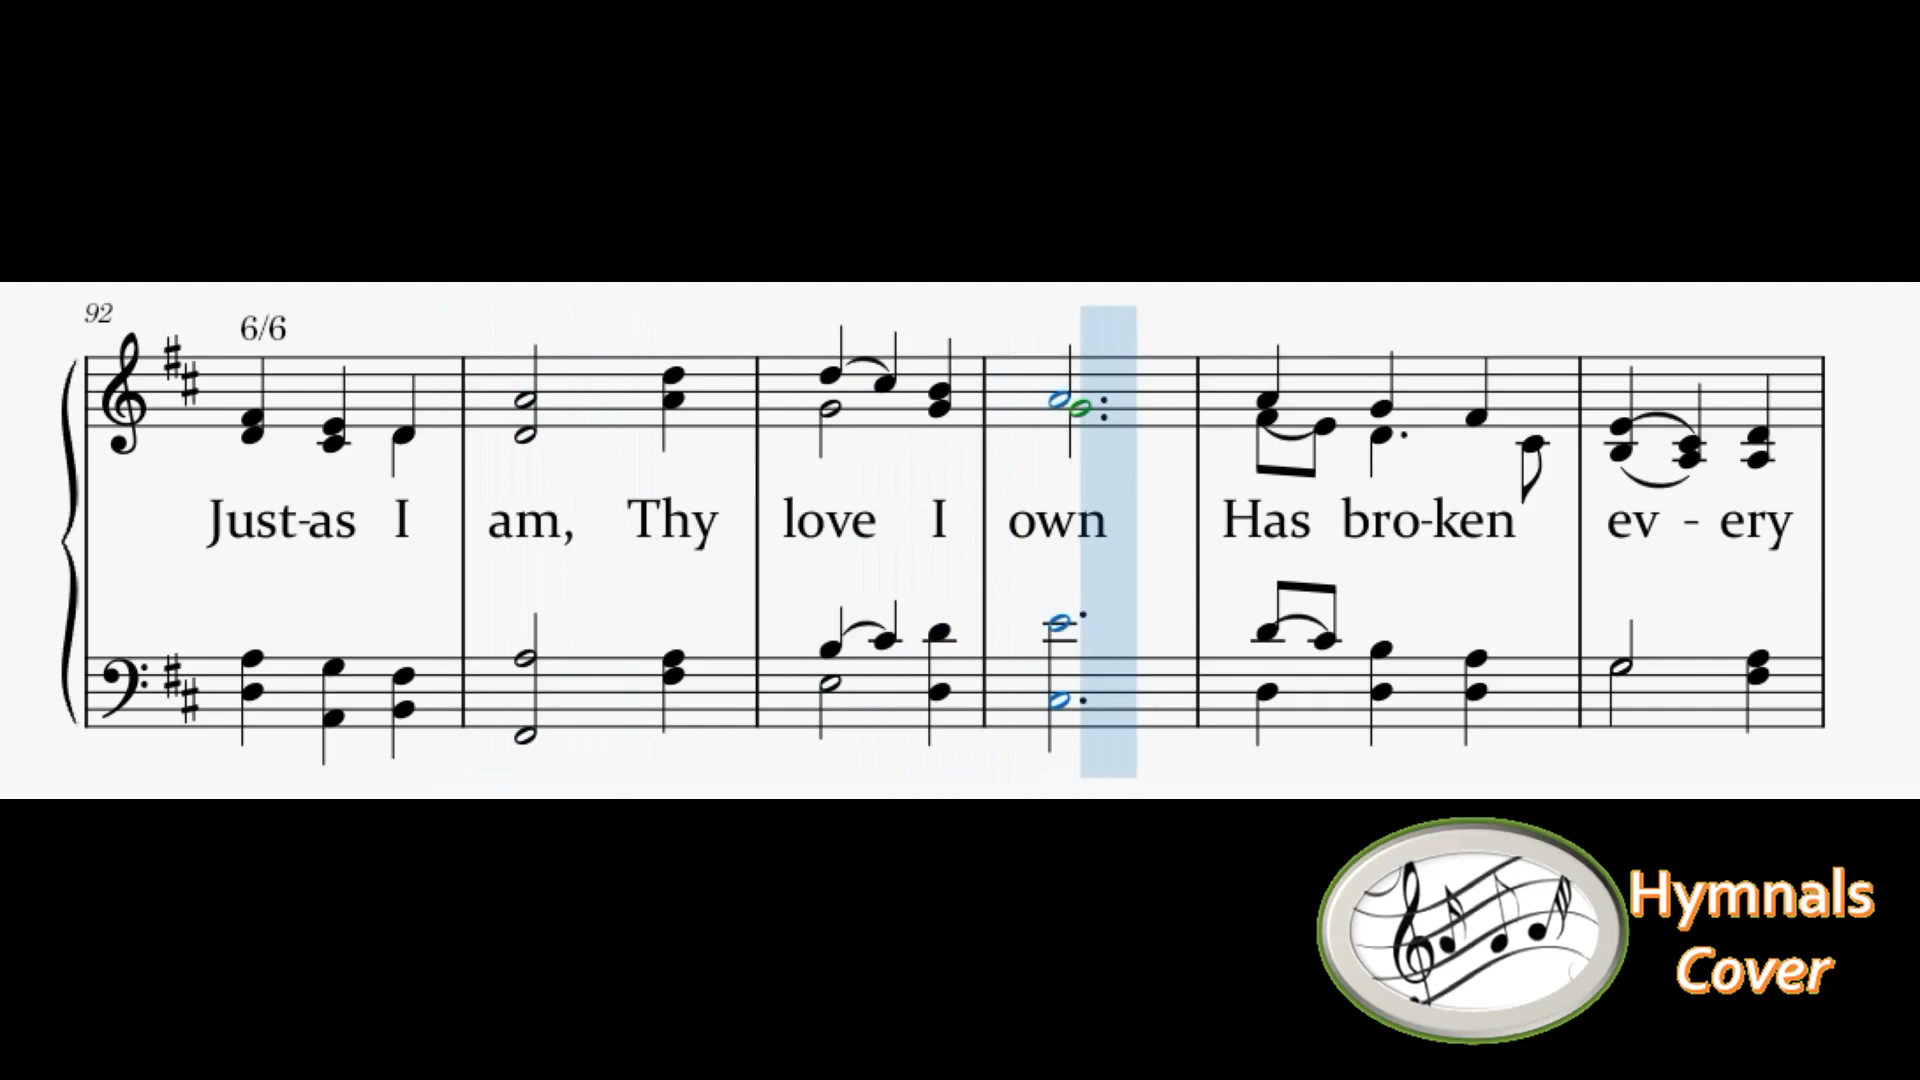 92
6/6
Just-as I am, Thy love I own Has bro-ken ev - ery
Hymnals
Cover